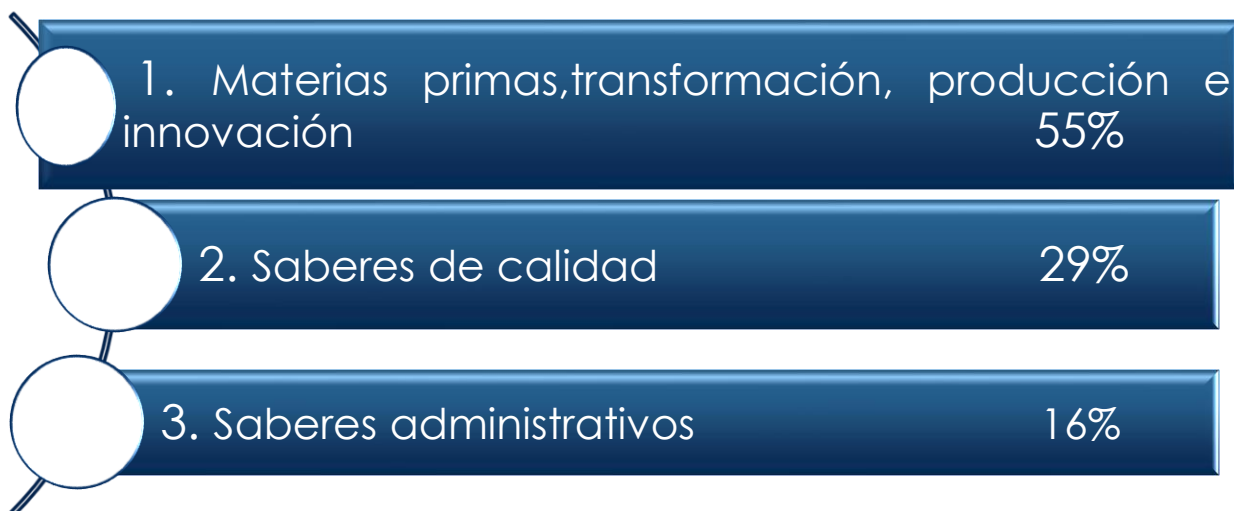 1. Materias primas,transformación, producción e
innovación 55%
2. Saberes de calidad 29%
3. Saberes administrativos 16%